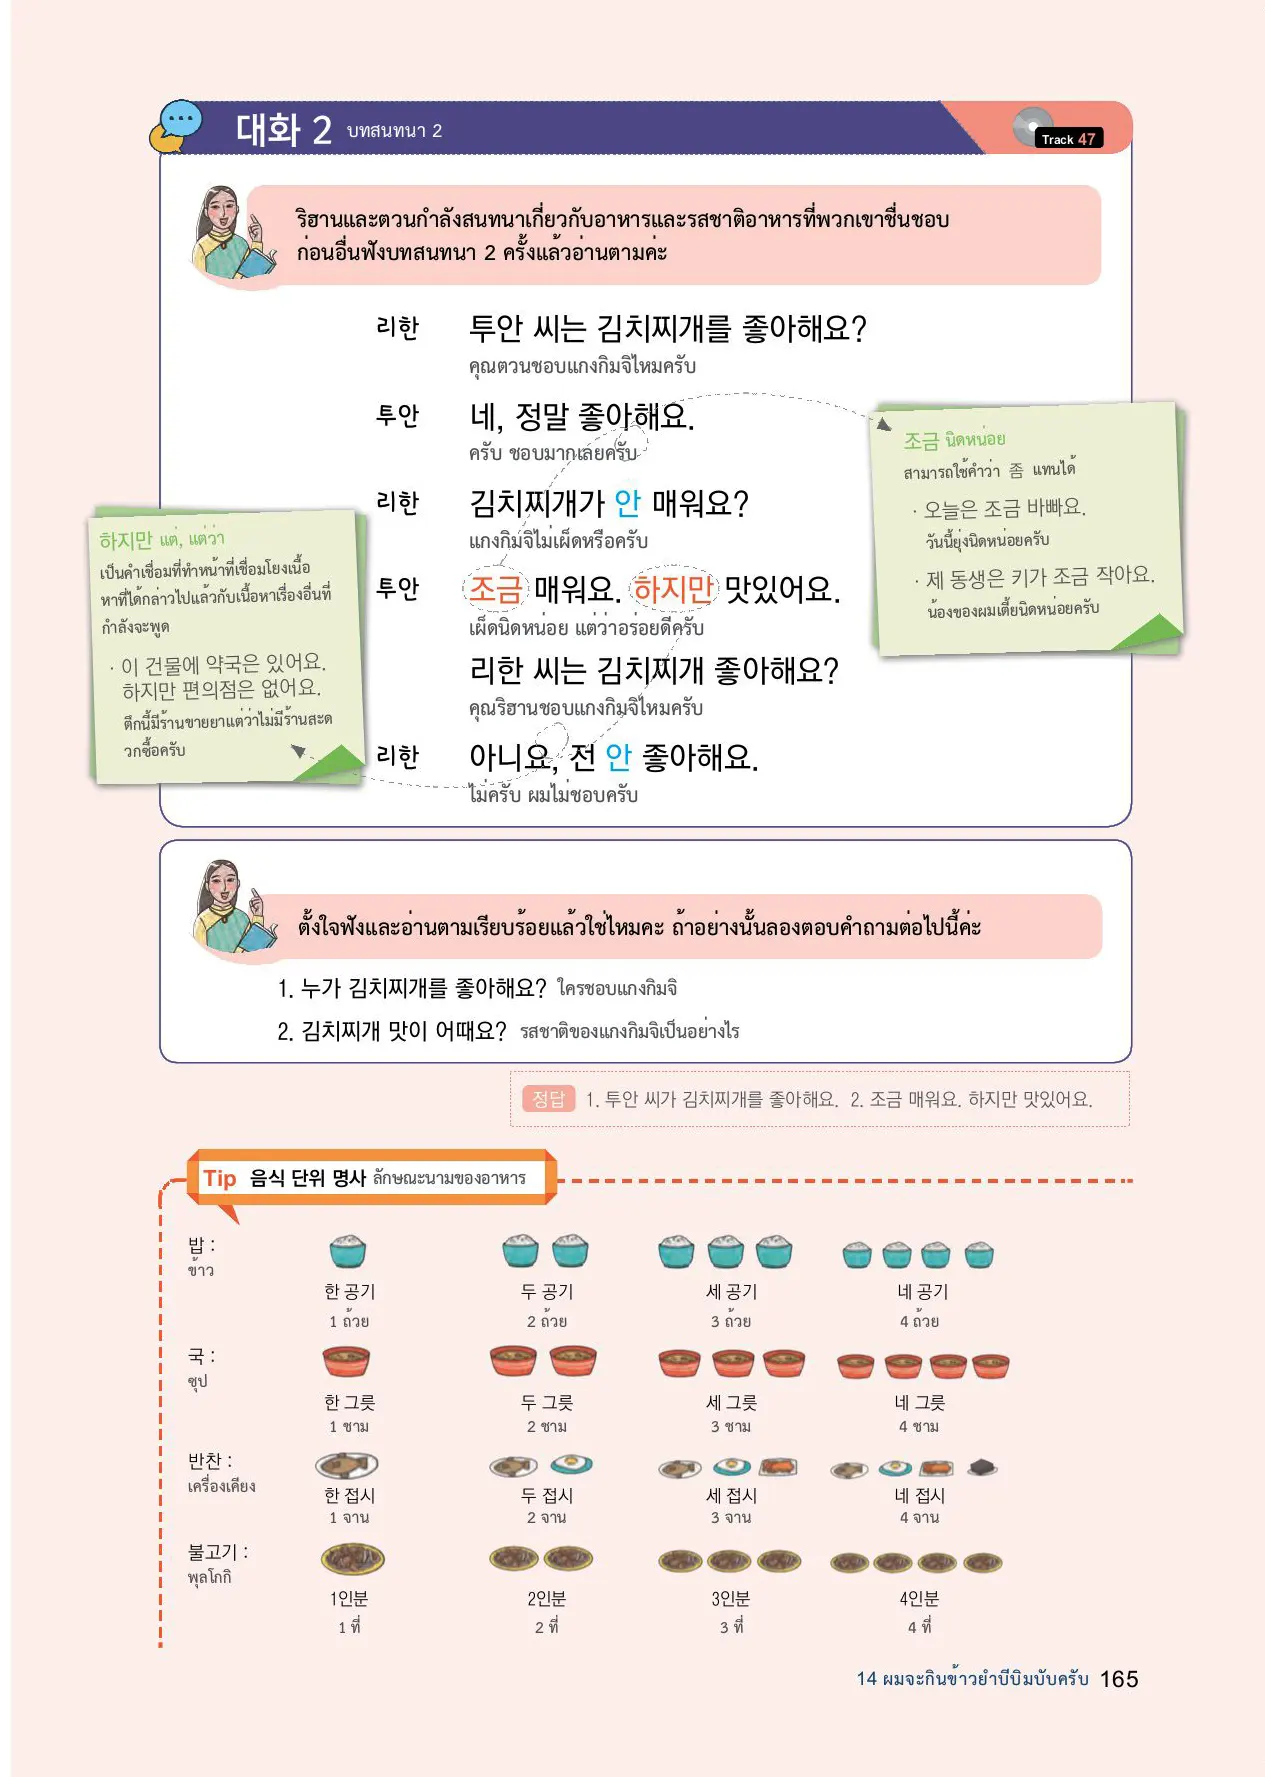 대화 2 บทสนทนา 2
Track 47
ริฮานและตวนกำลังสนทนาเกี่ยวกับอาหารและรสชาติอาหารที่พวกเขาชื่นชอบ
ก่อนอื่นฟังบทสนทนา 2 ครั้งแล้วอ่านตามค่ะ
리한 투안 씨는 김치찌개를 좋아해요?
คุณตวนชอบแกงกิมจิไหมครับ
투안 네, 정말 좋아해요.
ครับ ชอบมากเลยครับ
리한 김치찌개가 안 매워요?
แกงกิมจิไม่เผ็ดหรือครับ
투안 조금 매워요. 하지만 맛있어요.
เผ็ดนิดหน่อย แต่ว่าอร่อยดีครับ
리한 씨는 김치찌개 좋아해요?
คุณริฮานชอบแกงกิมจิไหมครับ
리한 아니요, 전 안 좋아해요.
ไม่ครับ ผมไม่ชอบครับ
조금 นิดหน่อย
สามารถใช้คำว่า 좀 แทนได้
· 오늘은 조금 바빠요.
วันนี้ยุ่งนิดหน่อยครับ
· 제 동생은 키가 조금 작아요.
น้องของผมเตี้ยนิดหน่อยครับ
하지만 แต่, แต่ว่า
เป็นคำเชื่อมที่ทำหน้าที่เชื่อมโยงเนื้อ
หาที่ได้กล่าวไปแล้วกับเนื้อหาเรื่องอื่นที่
กำลังจะพูด
· 이 건물에 약국은 있어요.
하지만 편의점은 없어요.
ตึกนี้มีร้านขายยาแต่ว่าไม่มีร้านสะด
วกซื้อครับ
ตั้งใจฟังและอ่านตามเรียบร้อยแล้วใช่ไหมคะ ถ้าอย่างนั้นลองตอบคำถามต่อไปนี้ค่ะ
1. 누가 김치찌개를 좋아해요? ใครชอบแกงกิมจิ
2. 김치찌개 맛이 어때요? รสชาติของแกงกิมจิเป็นอย่างไร
정답 1. 투안 씨가 김치찌개를 좋아해요. 2. 조금 매워요. 하지만 맛있어요.
Tip 음식 단위 명사 ลักษณะนามของอาหาร
밥 :
ข้าว
한 공기 두 공기 세 공기 네 공기
1 ถ้วย 2 ถ้วย 3 ถ้วย 4 ถ้วย
국 :
ซุป
한 그릇 두 그릇 세 그릇 네 그릇
1 ชาม 2 ชาม 3 ชาม 4 ชาม
반찬 :
เครื่องเคียง
한 접시 두 접시 세 접시 네 접시
1 จาน 2 จาน 3 จาน 4 จาน
불고기 :
พุลโกกิ
1인분 2인분 3인분 4인분
1 ที่ 2 ที่ 3 ที่ 4 ที่
14 ผมจะกินข้าวยำบีบิมบับครับ 165